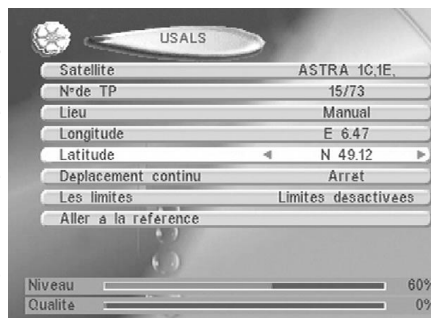 USALS
Satellite ASTRA 1C,1E,
N°de TP 15/73
Lieu Manual
Longitude E 6.47
Latitude N 49.12
Deplacement continu Arret
Les limites Limites desactivees
Aller a la reference
Niveau 60%
Qualite 0%